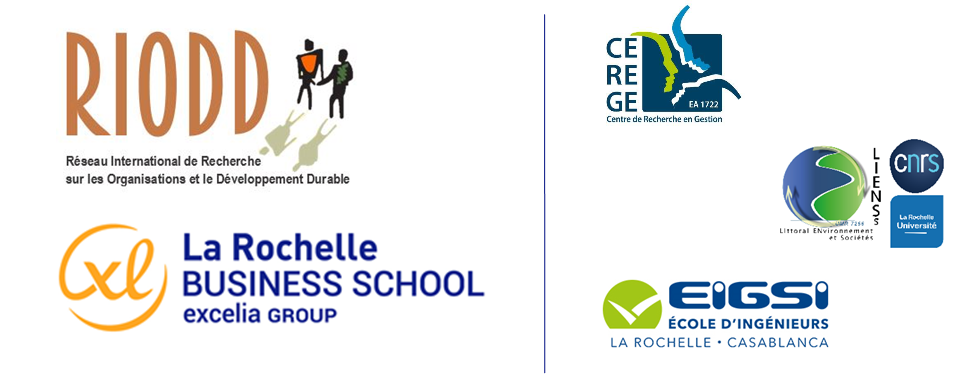 RIODD
Réseau International de Recherche
sur les Organisations et le Développement Durable
xl
La Rochelle
BUSINESS SCHOOL
excelia GROUP
CE
RE
GE
EA 1722
Centre de Recherche en Gestion
LIENSs
UMR 7266
Littoral ENvironnement
et Sociétés
cnrs
La Rochelle
Université
EIGSI
ÉCOLE D'INGÉNIEURS
LA ROCHELLE • CASABLANCA